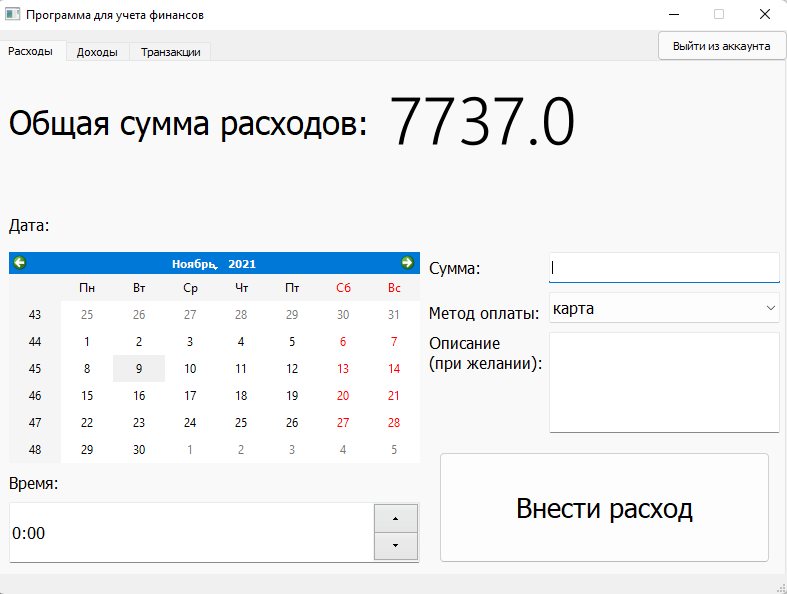 Программа для учета финансов
Расходы Доходы Транзакции Выйти из аккаунта
Общая сумма расходов: 7737.0
Дата:
Ноябрь, 2021
Пн Вт Ср Чт Пт Сб Вс
43 25 26 27 28 29 30 31
44 1 2 3 4 5 6 7
45 8 9 10 11 12 13 14
46 15 16 17 18 19 20 21
47 22 23 24 25 26 27 28
48 29 30 1 2 3 4 5
Время:
0:00
Сумма:
Метод оплаты: карта
Описание
(при желании):
Внести расход